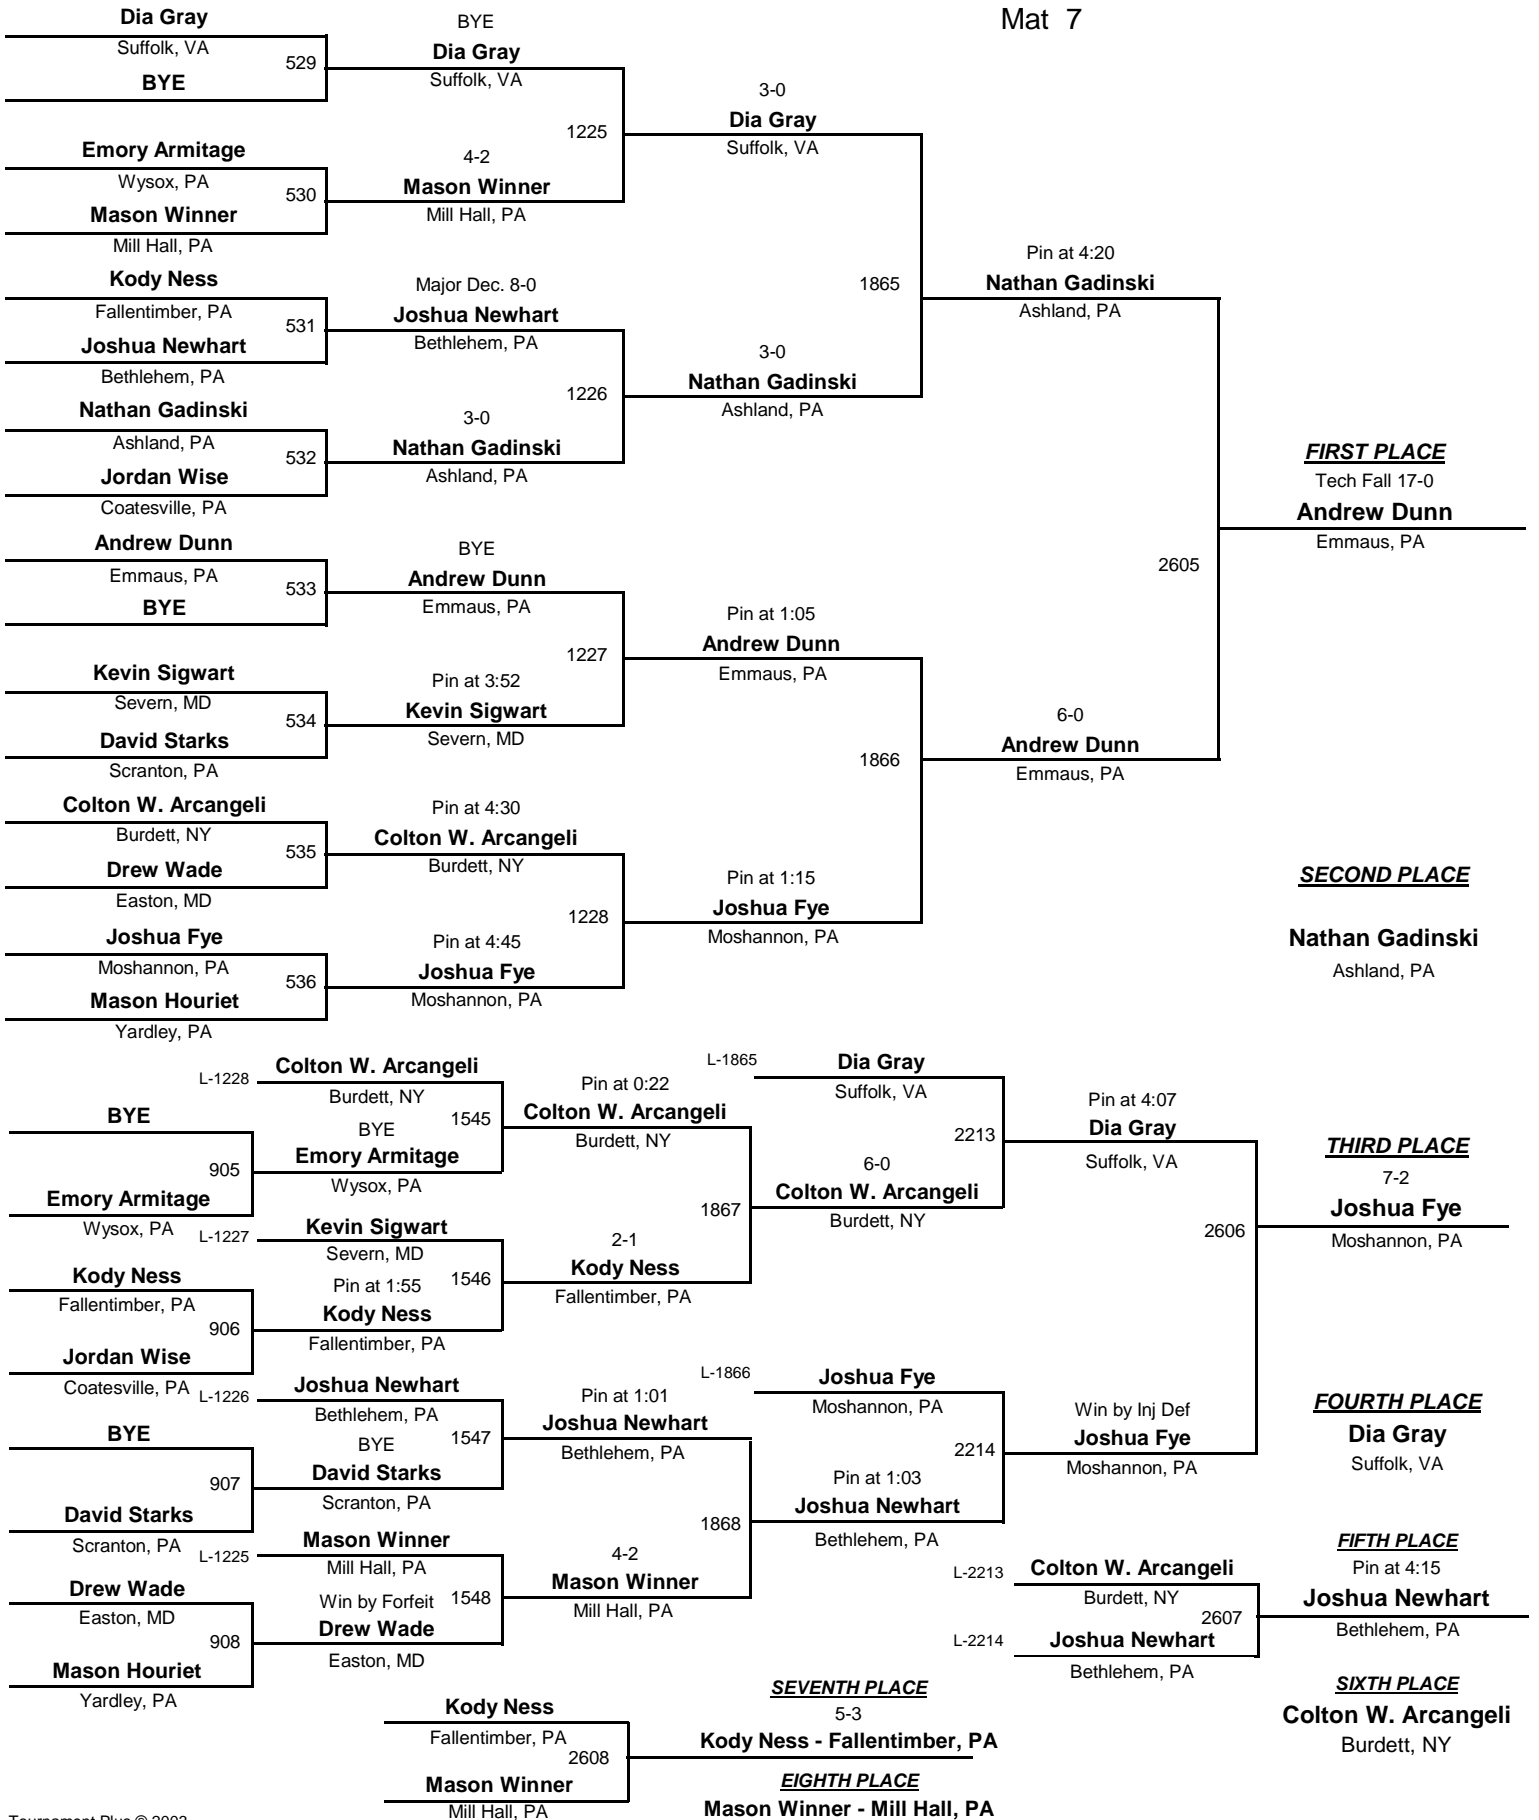 Mat 7
Dia Gray
Suffolk, VA
529
BYE
Emory Armitage
Wysox, PA
530
Mason Winner
Mill Hall, PA
Kody Ness
Fallentimber, PA
531
Joshua Newhart
Bethlehem, PA
Nathan Gadinski
Ashland, PA
532
Jordan Wise
Coatesville, PA
Andrew Dunn
Emmaus, PA
533
BYE
Kevin Sigwart
Severn, MD
534
David Starks
Scranton, PA
Colton W. Arcangeli
Burdett, NY
535
Drew Wade
Easton, MD
Joshua Fye
Moshannon, PA
536
Mason Houriet
Yardley, PA
BYE
Dia Gray
Suffolk, VA
1225
4-2
Mason Winner
Mill Hall, PA
Major Dec. 8-0
Joshua Newhart
Bethlehem, PA
1226
3-0
Nathan Gadinski
Ashland, PA
BYE
Andrew Dunn
Emmaus, PA
1227
Pin at 3:52
Kevin Sigwart
Severn, MD
Pin at 4:30
Colton W. Arcangeli
Burdett, NY
1228
Pin at 4:45
Joshua Fye
Moshannon, PA
3-0
Dia Gray
Suffolk, VA
1865
3-0
Nathan Gadinski
Ashland, PA
Pin at 1:05
Andrew Dunn
Emmaus, PA
1866
Pin at 1:15
Joshua Fye
Moshannon, PA
Pin at 4:20
Nathan Gadinski
Ashland, PA
2605
6-0
Andrew Dunn
Emmaus, PA
FIRST PLACE
Tech Fall 17-0
Andrew Dunn
Emmaus, PA
SECOND PLACE
Nathan Gadinski
Ashland, PA
BYE
905
Emory Armitage
Wysox, PA
Kody Ness
Fallentimber, PA
906
Jordan Wise
Coatesville, PA
BYE
907
David Starks
Scranton, PA
Drew Wade
Easton, MD
908
Mason Houriet
Yardley, PA
L-1228
Colton W. Arcangeli
Burdett, NY
1545
BYE
Emory Armitage
Wysox, PA
L-1227
Kevin Sigwart
Severn, MD
1546
Pin at 1:55
Kody Ness
Fallentimber, PA
L-1226
Joshua Newhart
Bethlehem, PA
1547
BYE
David Starks
Scranton, PA
L-1225
Mason Winner
Mill Hall, PA
1548
Win by Forfeit
Drew Wade
Easton, MD
Pin at 0:22
Colton W. Arcangeli
Burdett, NY
1867
2-1
Kody Ness
Fallentimber, PA
Pin at 1:01
Joshua Newhart
Bethlehem, PA
1868
4-2
Mason Winner
Mill Hall, PA
L-1865
Dia Gray
Suffolk, VA
2213
6-0
Colton W. Arcangeli
Burdett, NY
L-1866
Joshua Fye
Moshannon, PA
2214
Pin at 1:03
Joshua Newhart
Bethlehem, PA
Pin at 4:07
Dia Gray
Suffolk, VA
2606
Win by Inj Def
Joshua Fye
Moshannon, PA
THIRD PLACE
7-2
Joshua Fye
Moshannon, PA
FOURTH PLACE
Dia Gray
Suffolk, VA
L-2213
Colton W. Arcangeli
Burdett, NY
2607
L-2214
Joshua Newhart
Bethlehem, PA
FIFTH PLACE
Pin at 4:15
Joshua Newhart
Bethlehem, PA
SIXTH PLACE
Colton W. Arcangeli
Burdett, NY
Kody Ness
Fallentimber, PA
2608
Mason Winner
Mill Hall, PA
SEVENTH PLACE
5-3
Kody Ness - Fallentimber, PA
EIGHTH PLACE
Mason Winner - Mill Hall, PA